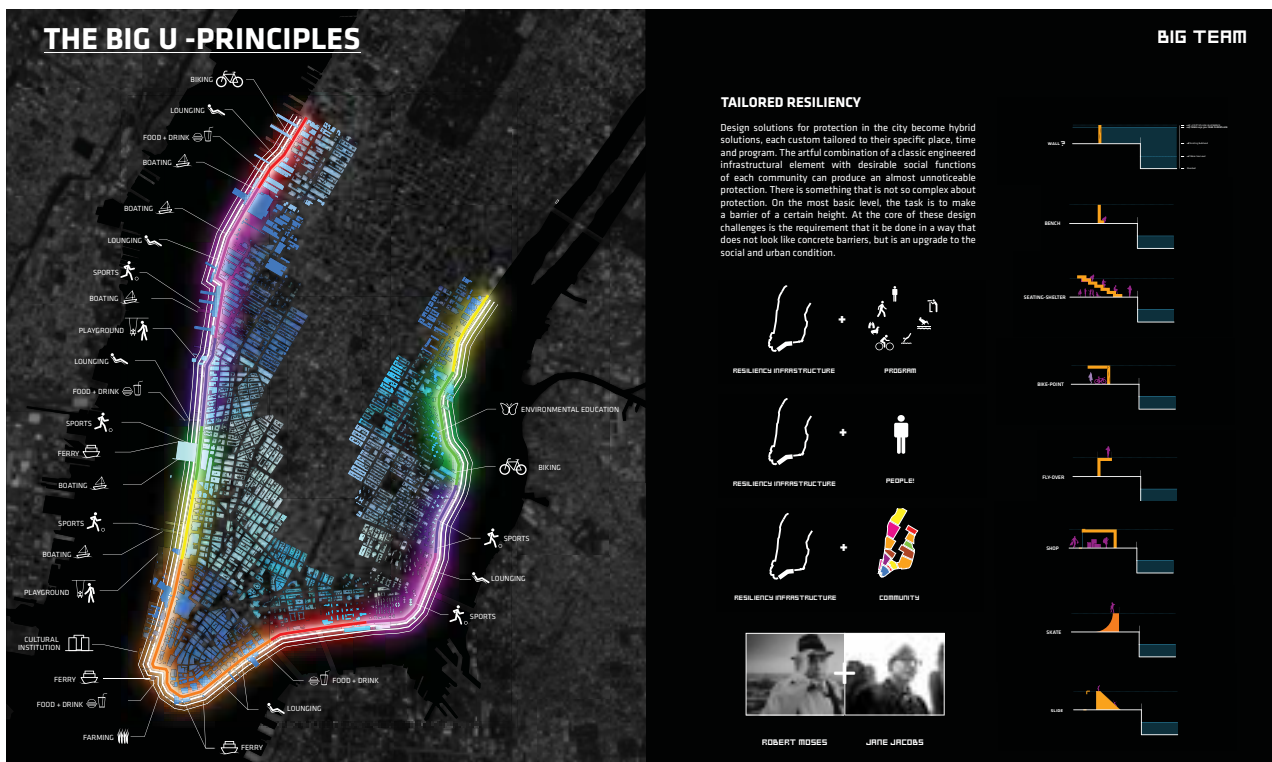 THE BIG U -PRINCIPLES
BIKING
LOUNGING
FOOD + DRINK
BOATING
BOATING
LOUNGING
SPORTS
BOATING
PLAYGROUND
LOUNGING
FOOD + DRINK
SPORTS
FERRY
BOATING
SPORTS
BOATING
PLAYGROUND
CULTURAL
INSTITUTION
FERRY
FOOD + DRINK
FARMING
FERRY
LOUNGING
FOOD + DRINK
SPORTS
LOUNGING
SPORTS
BIKING
ENVIRONMENTAL EDUCATION
BIG TEAM
TAILORED RESILIENCY
Design solutions for protection in the city become hybrid
solutions, each custom tailored to their specific place, time
and program. The artful combination of a classic engineered
infrastructural element with desirable social functions
of each community can produce an almost unnoticeable
protection. There is something that is not so complex about
protection. On the most basic level, the task is to make
a barrier of a certain height. At the core of these design
challenges is the requirement that it be done in a way that
does not look like concrete barriers, but is an upgrade to the
social and urban condition.
RESILIENCY INFRASTRUCTURE
+
PROGRAM
RESILIENCY INFRASTRUCTURE
+
PEOPLE!
RESILIENCY INFRASTRUCTURE
+
COMMUNITY
+
ROBERT MOSES
JANE JACOBS
WALL ?
BENCH
SEATING-SHELTER
BIKE-POINT
FLY-OVER
SHOP
SKATE
SLIDE